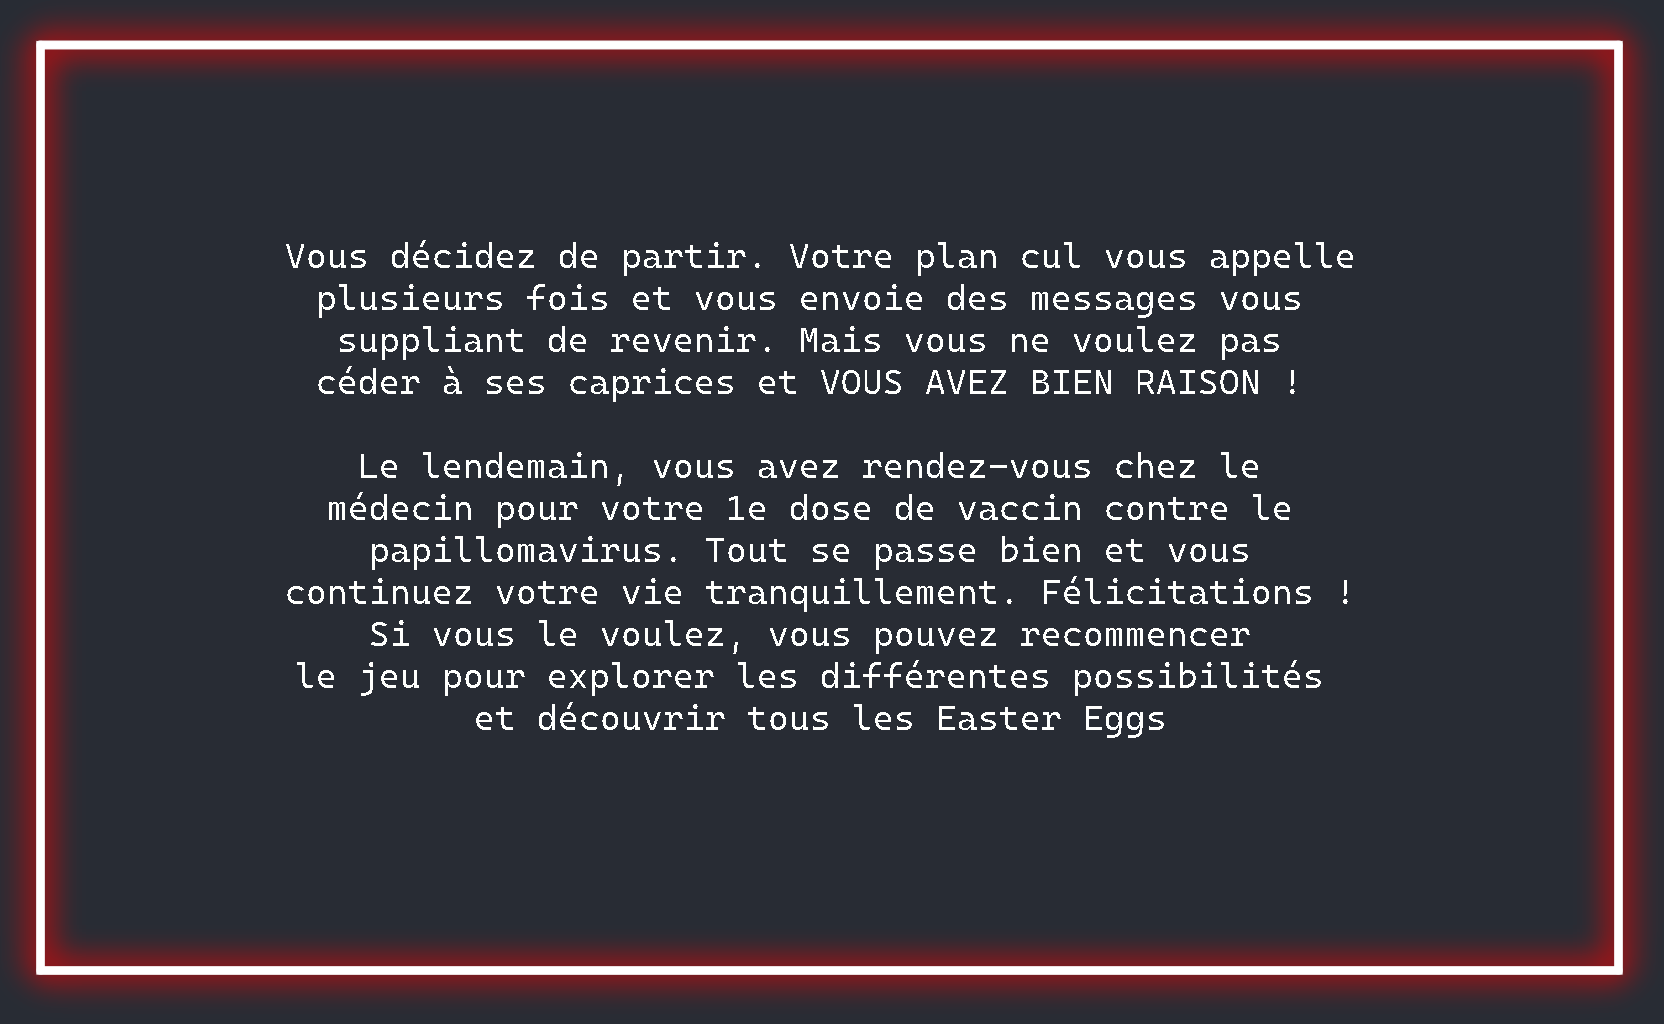 Vous décidez de partir. Votre plan cul vous appelle
plusieurs fois et vous envoie des messages vous
suppliant de revenir. Mais vous ne voulez pas
céder à ses caprices et VOUS AVEZ BIEN RAISON !
Le lendemain, vous avez rendez-vous chez le
médecin pour votre 1e dose de vaccin contre le
papillomavirus. Tout se passe bien et vous
continuez votre vie tranquillement. Félicitations !
Si vous le voulez, vous pouvez recommencer
le jeu pour explorer les différentes possibilités
et découvrir tous les Easter Eggs